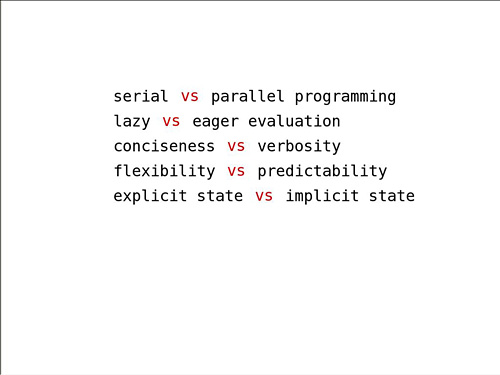 serial vs parallel programming
lazy vs eager evaluation
conciseness vs verbosity
flexibility vs predictability
explicit state vs implicit state